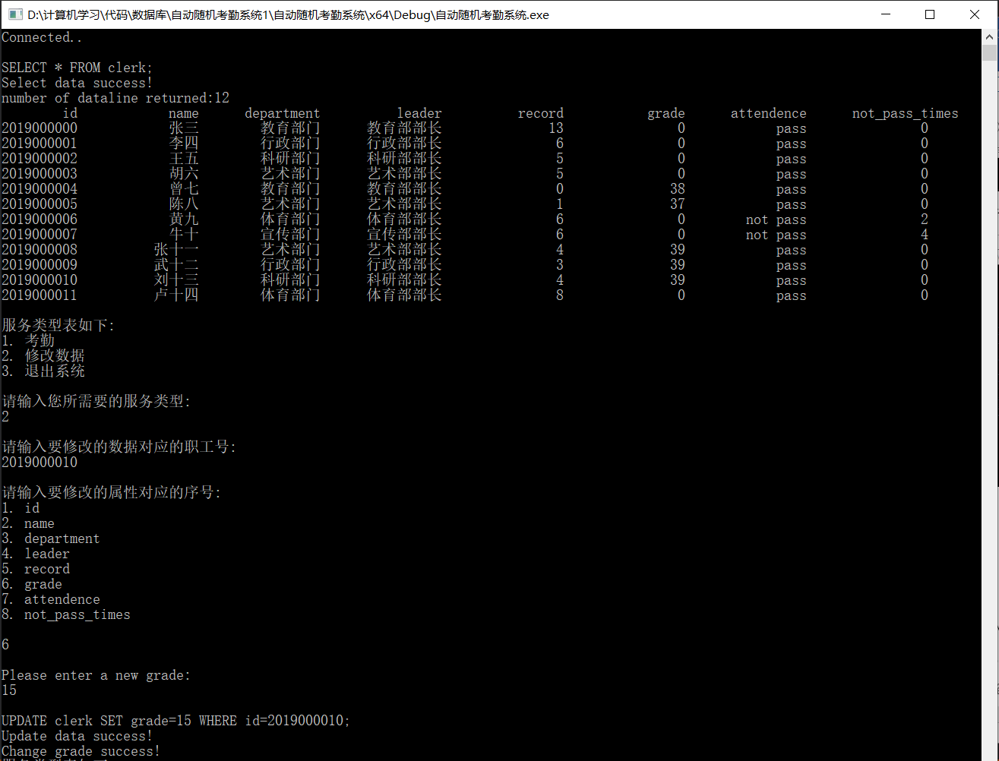 D:\计算机学习\代码\数据库\自动随机考勤系统1\自动随机考勤系统\x64\Debug\自动随机考勤系统.exe
Connected..
SELECT * FROM clerk;
Select data success!
number of dataline returned:12
id name department leader record grade attendence not_pass_times
2019000000 张三 教育部门 教育部部长 13 0 pass 0
2019000001 李四 行政部门 行政部部长 6 0 pass 0
2019000002 王五 科研部门 科研部部长 5 0 pass 0
2019000003 胡六 艺术部门 艺术部部长 5 0 pass 0
2019000004 曾七 教育部门 教育部部长 0 38 pass 0
2019000005 陈八 艺术部门 艺术部部长 1 37 pass 0
2019000006 黄九 体育部门 体育部部长 6 0 not pass 2
2019000007 牛十 宣传部门 宣传部部长 6 0 not pass 4
2019000008 张十一 艺术部门 艺术部部长 4 39 pass 0
2019000009 武十二 行政部门 行政部部长 3 39 pass 0
2019000010 刘十三 科研部门 科研部部长 4 39 pass 0
2019000011 卢十四 体育部门 体育部部长 8 0 pass 0
服务类型表如下:
1. 考勤
2. 修改数据
3. 退出系统
请输入您所需要的服务类型:
2
请输入要修改的数据对应的职工号:
2019000010
请输入要修改的属性对应的序号:
1. id
2. name
3. department
4. leader
5. record
6. grade
7. attendence
8. not_pass_times
6
Please enter a new grade:
15
UPDATE clerk SET grade=15 WHERE id=2019000010;
Update data success!
Change grade success!